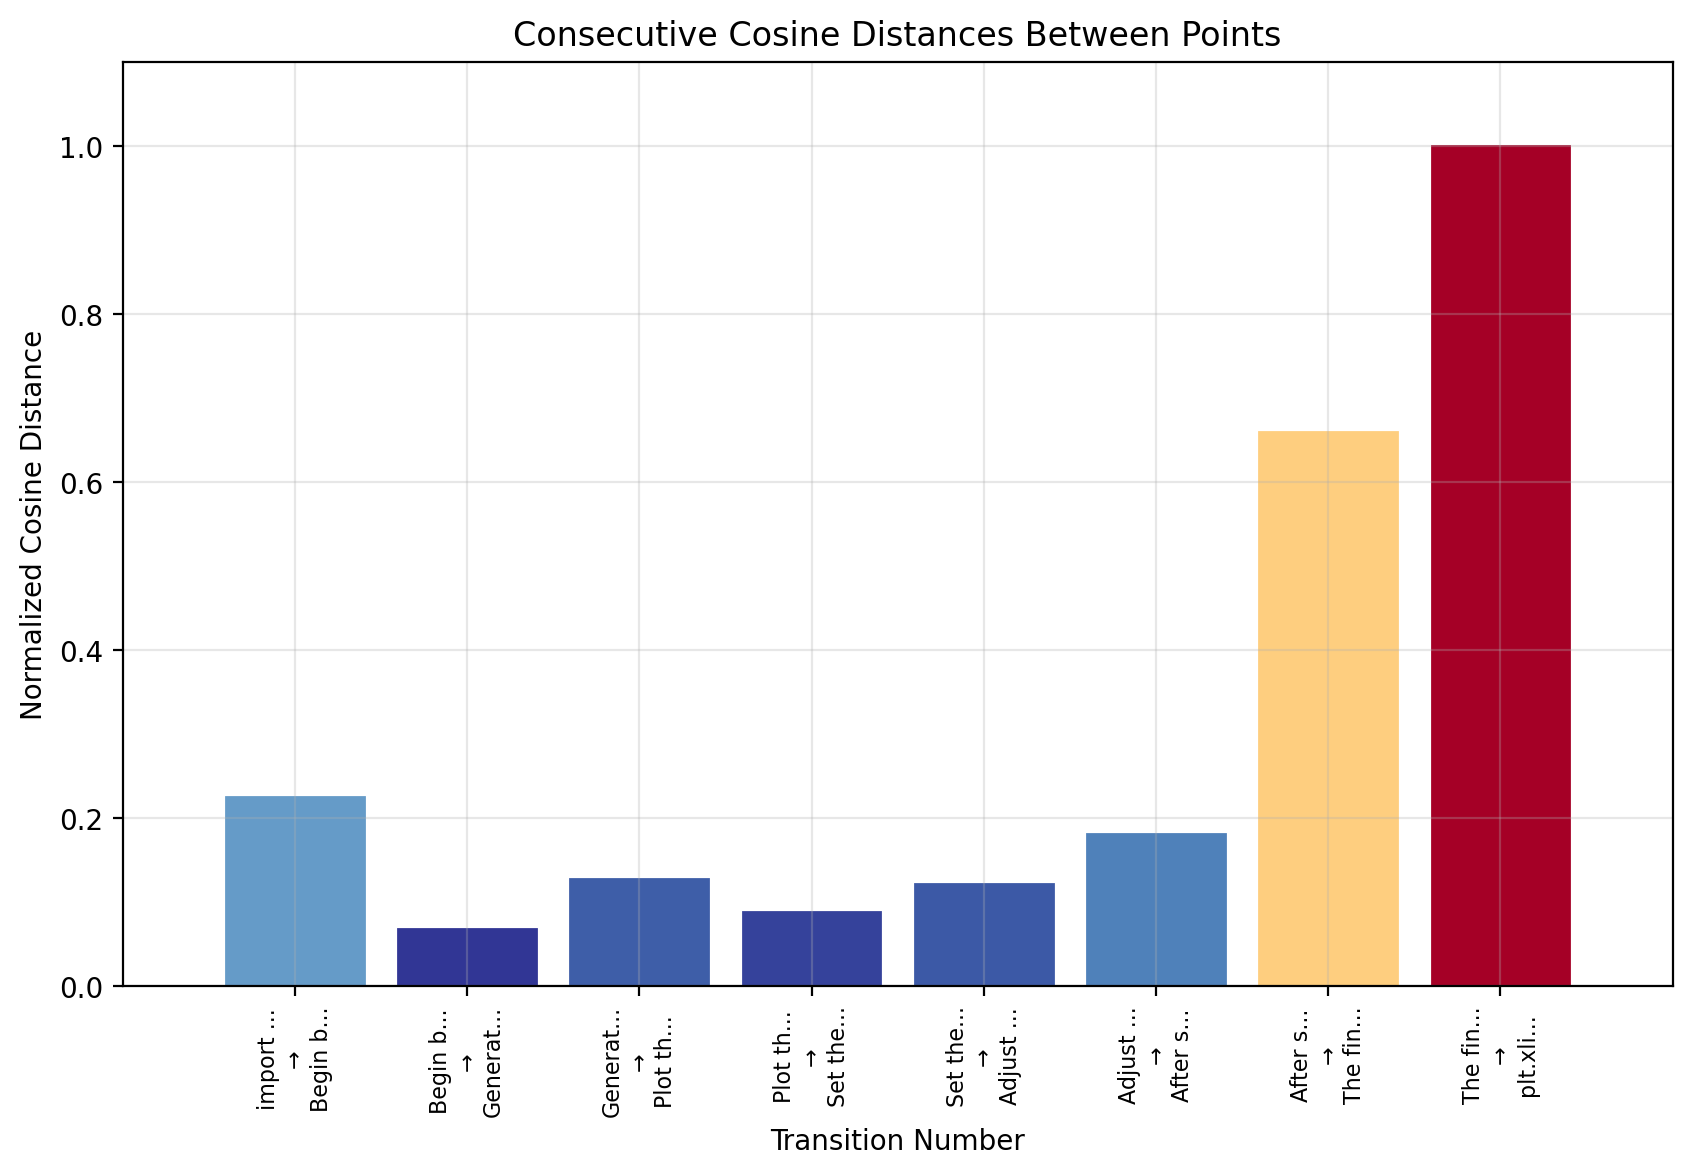 Consecutive Cosine Distances Between Points
Normalized Cosine Distance
1.0
0.8
0.6
0.4
0.2
0.0
import ...
→
Begin b...
Begin b...
→
Generat...
Generat...
→
Plot th...
Plot th...
→
Set the...
Set the...
→
Adjust ...
Adjust ...
→
After s...
After s...
→
The fin...
The fin...
→
plt.xli...
Transition Number